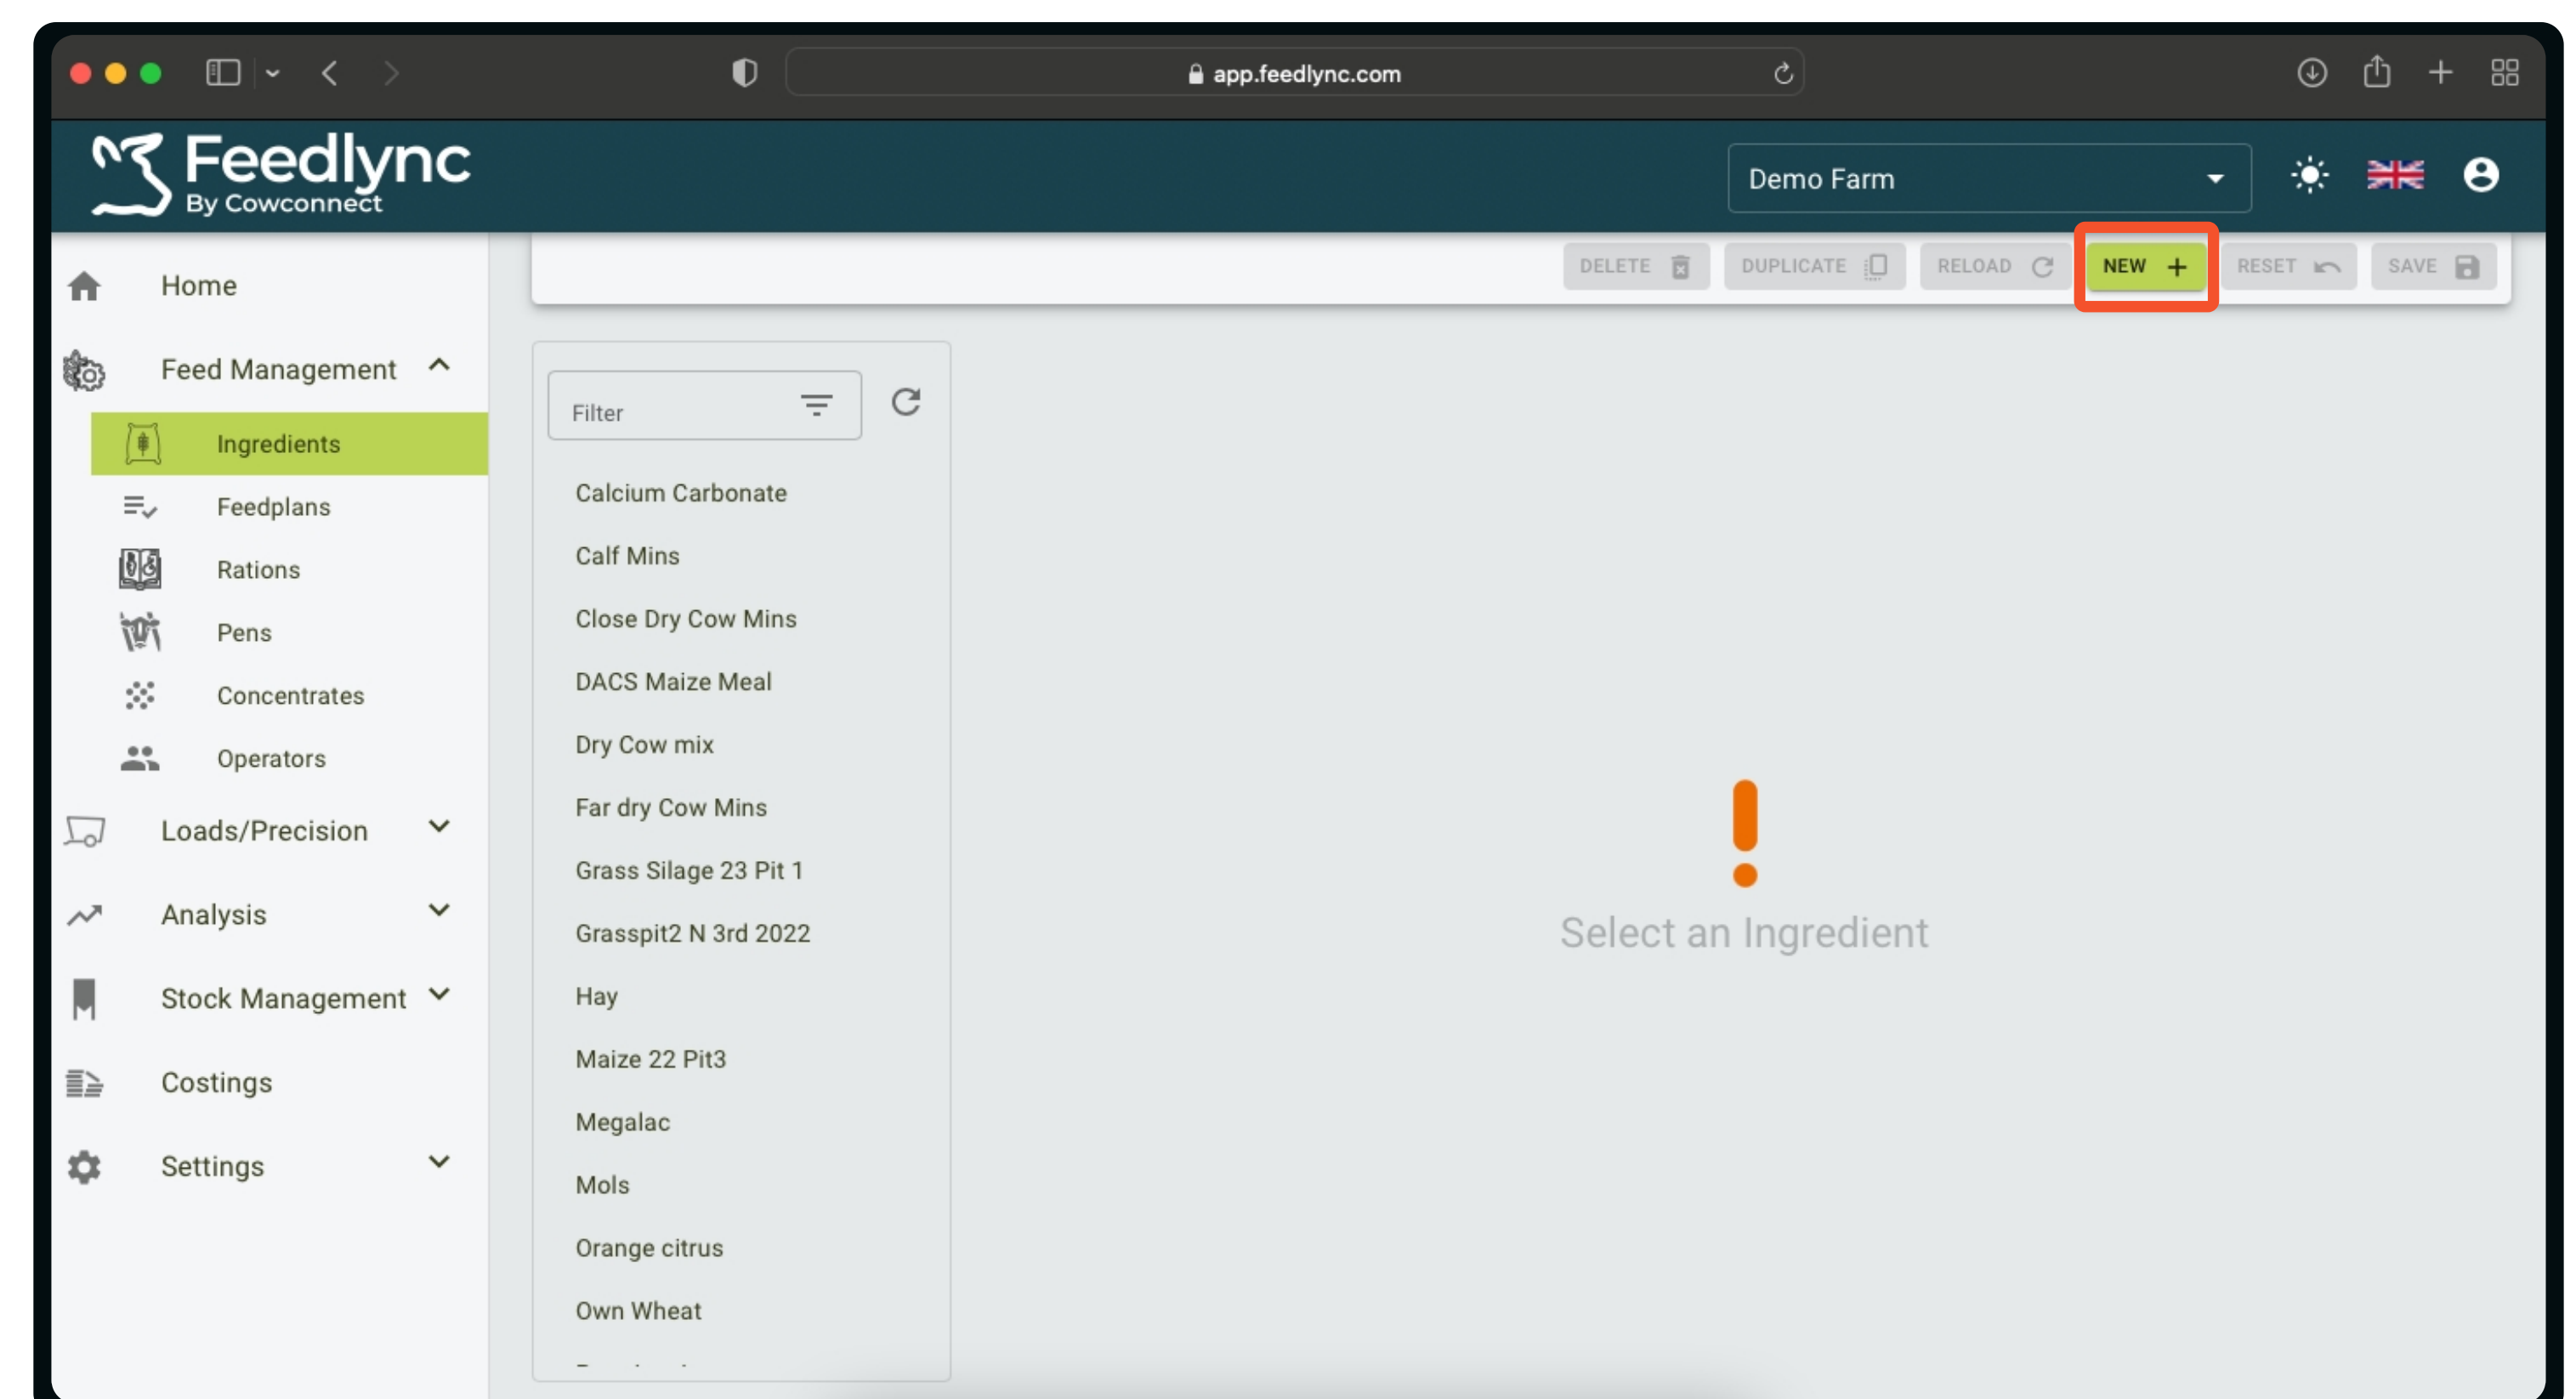 app.feedlync.com
Feedlync
By Cowconnect
Demo Farm
DELETE DUPLICATE RELOAD NEW + RESET SAVE
Home
Feed Management
Ingredients
Feedplans
Rations
Pens
Concentrates
Operators
Loads/Precision
Analysis
Stock Management
Costings
Settings
Filter
Calcium Carbonate
Calf Mins
Close Dry Cow Mins
DACS Maize Meal
Dry Cow mix
Far dry Cow Mins
Grass Silage 23 Pit 1
Grasspit2 N 3rd 2022
Hay
Maize 22 Pit3
Megalac
Mols
Orange citrus
Own Wheat
Select an Ingredient